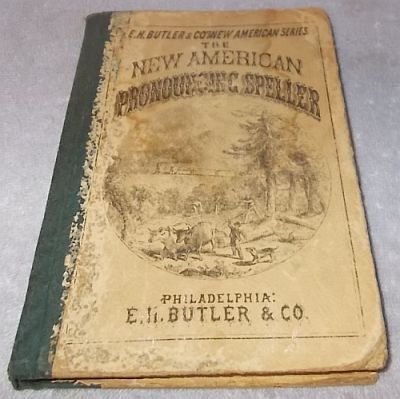 E. H. BUTLER & CO'S NEW AMERICAN SERIES.
THE
NEW AMERICAN
PRONOUNCING SPELLER
PHILADELPHIA:
E. H. BUTLER & CO.